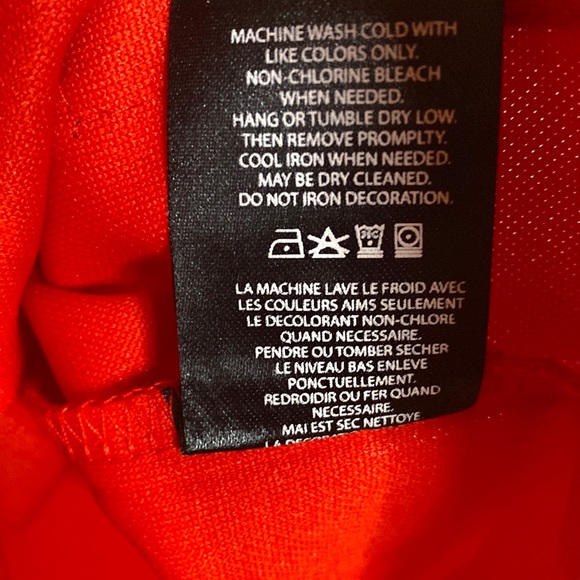 MACHINE WASH COLD WITH
LIKE COLORS ONLY.
NON-CHLORINE BLEACH
WHEN NEEDED.
HANG OR TUMBLE DRY LOW.
THEN REMOVE PROMPLTY.
COOL IRON WHEN NEEDED.
MAY BE DRY CLEANED.
DO NOT IRON DECORATION.
LA MACHINE LAVE LE FROID AVEC
LES COULEURS AIMS SEULEMENT
LE DECOLORANT NON-CHLORE
QUAND NECESSAIRE.
PENDRE OU TOMBER SECHER
LE NIVEAU BAS ENLEVE
PONCTUELLEMENT.
REDROIDIR OU FER QUAND
NECESSAIRE.
MAI EST SEC NETTOYE
LA